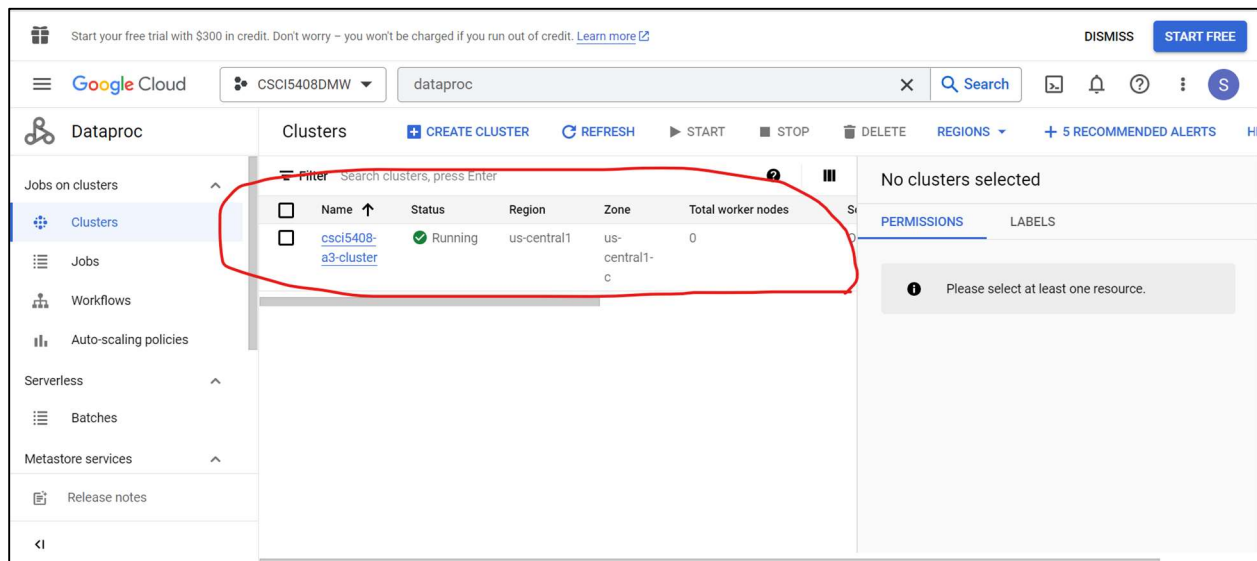 Start your free trial with $300 in credit. Don't worry – you won't be charged if you run out of credit. Learn more
DISMISS
START FREE
Google Cloud
CSCI5408DMW
dataproc
Search
S
Dataproc
Clusters
CREATE CLUSTER
REFRESH
START
STOP
DELETE
REGIONS
+ 5 RECOMMENDED ALERTS
Jobs on clusters
Clusters
Jobs
Workflows
Auto-scaling policies
Serverless
Batches
Metastore services
Release notes
Filter Search clusters, press Enter
Name Status Region Zone Total worker nodes
csci5408- Running us-central1 us- 0
a3-cluster central1-
c
No clusters selected
PERMISSIONS LABELS
Please select at least one resource.